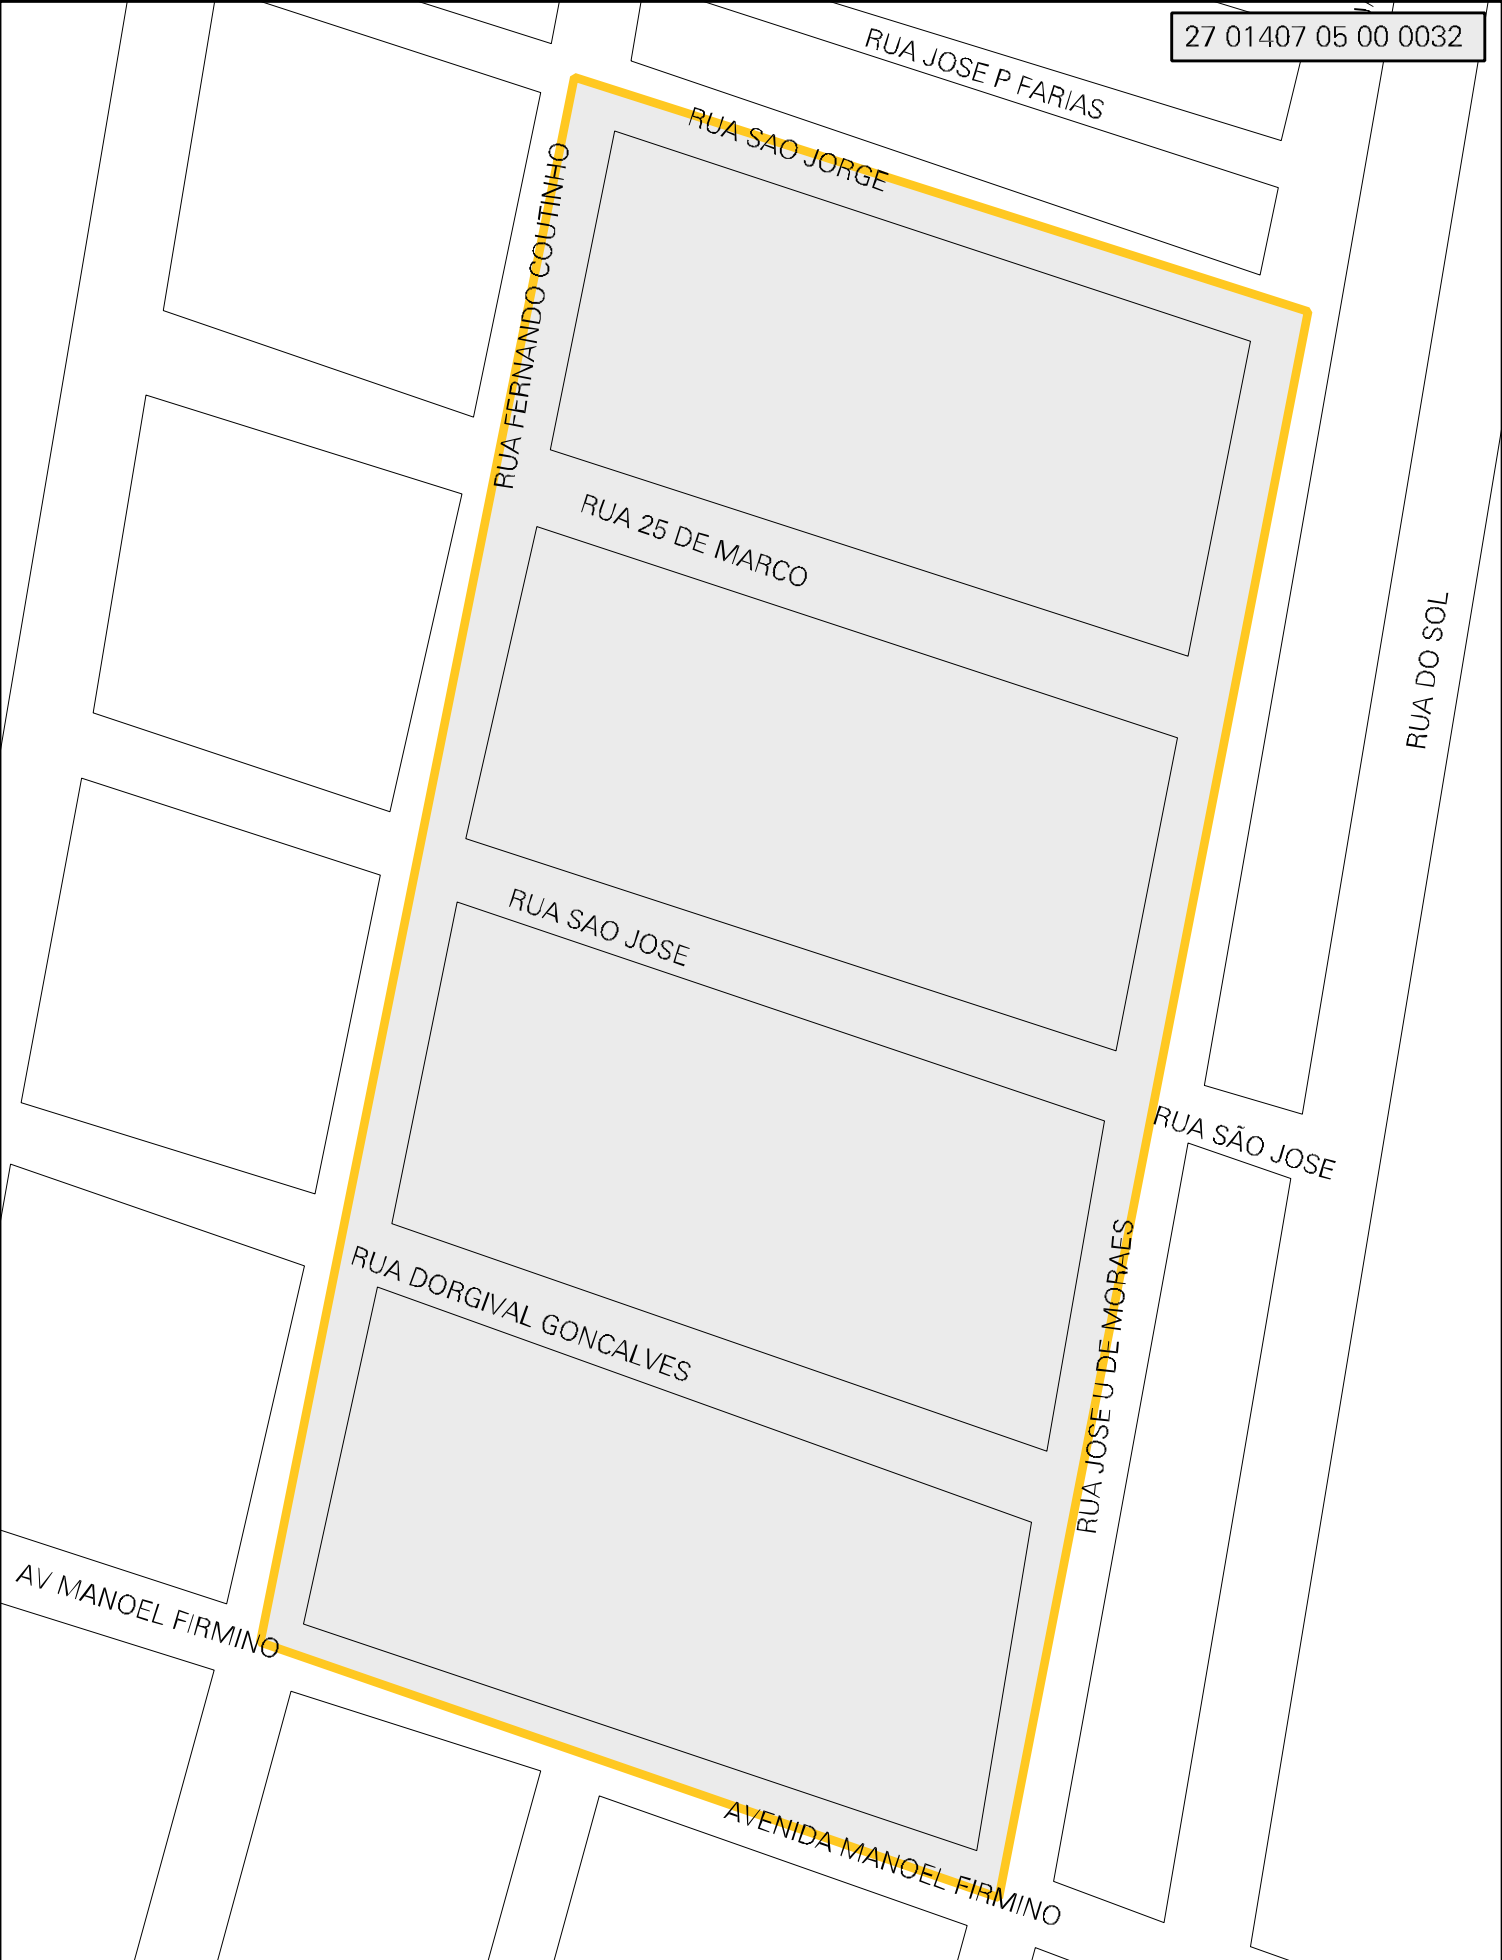 27 01407 05 00 0032
RUA JOSE P FARIAS
RUA SAO JORGE
RUA FERNANDO COUTINHO
RUA 25 DE MARCO
RUA DO SOL
RUA SAO JOSE
RUA SÃO JOSE
RUA JOSE U DE MORAES
RUA DORGIVAL GONCALVES
AV MANOEL FIRMINO
AVENIDA MANOEL FIRMINO